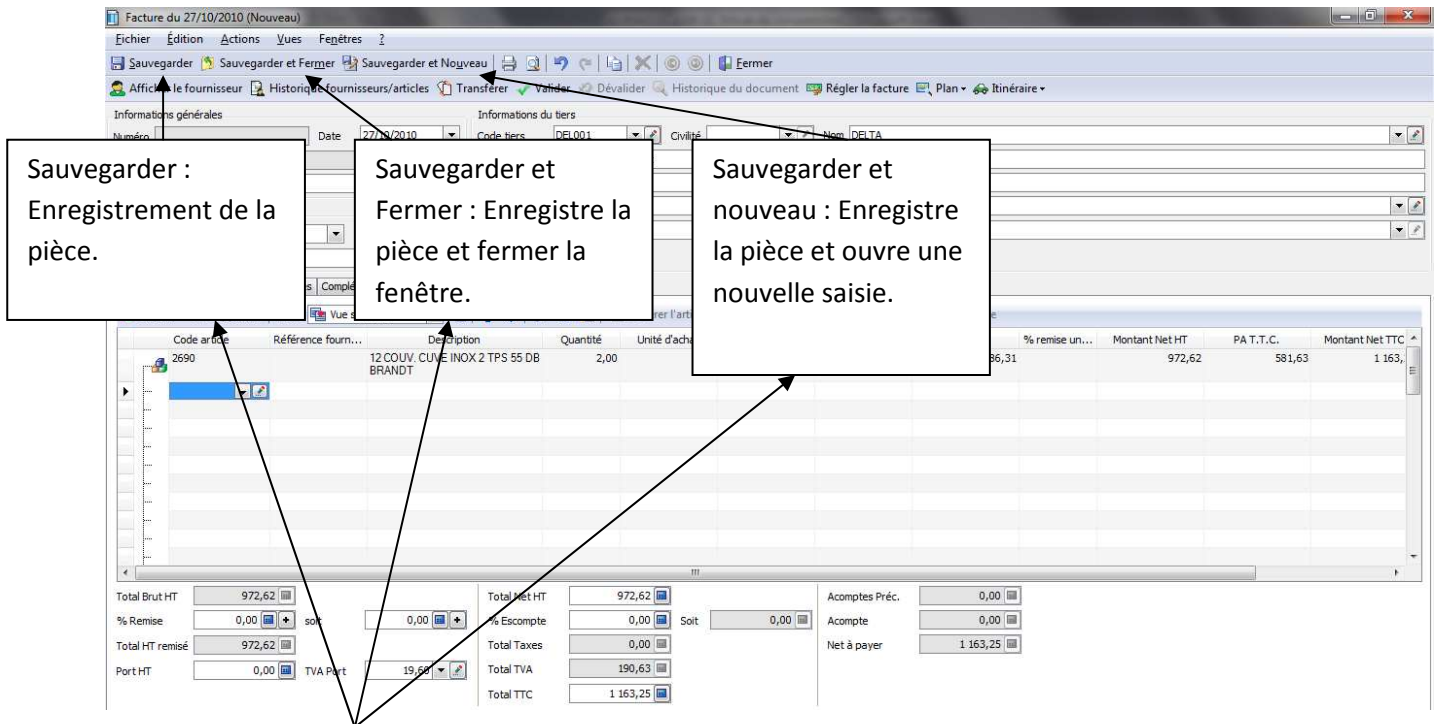 Facture du 27/10/2010 (Nouveau)
Fichier Édition Actions Vues Fenêtres ?
Sauvegarder Sauvegarder et Fermer Sauvegarder et Nouveau Fermer
Afficher le fournisseur Historique fournisseurs/articles Transférer Valider Dévalider Historique du document Régler la facture Plan Itinéraire
Informations générales Informations du tiers
Numéro Date 27/10/2010 Code tiers DEL001 Civilité Nom DELTA
Sauvegarder :
Enregistrement de la
pièce.
Sauvegarder et
Fermer : Enregistre la
pièce et fermer la
fenêtre.
Sauvegarder et
nouveau : Enregistre
la pièce et ouvre une
nouvelle saisie.
Code article Référence fourn... Description Quantité Unité d'acha % remise un... Montant Net HT PA T.T.C. Montant Net TTC
2690 12 COUV. CUVE INOX 2 TPS 55 DB 2,00 36,31 972,62 581,63 1 163,
BRANDT
Total Brut HT 972,62 Total Net HT 972,62 Acomptes Préc. 0,00
% Remise 0,00 soit 0,00 % Escompte 0,00 Soit 0,00 Acompte 0,00
Total HT remisé 972,62 Total Taxes 0,00 Net à payer 1 163,25
Port HT 0,00 TVA Port 19,60 Total TVA 190,63
Total TTC 1 163,25